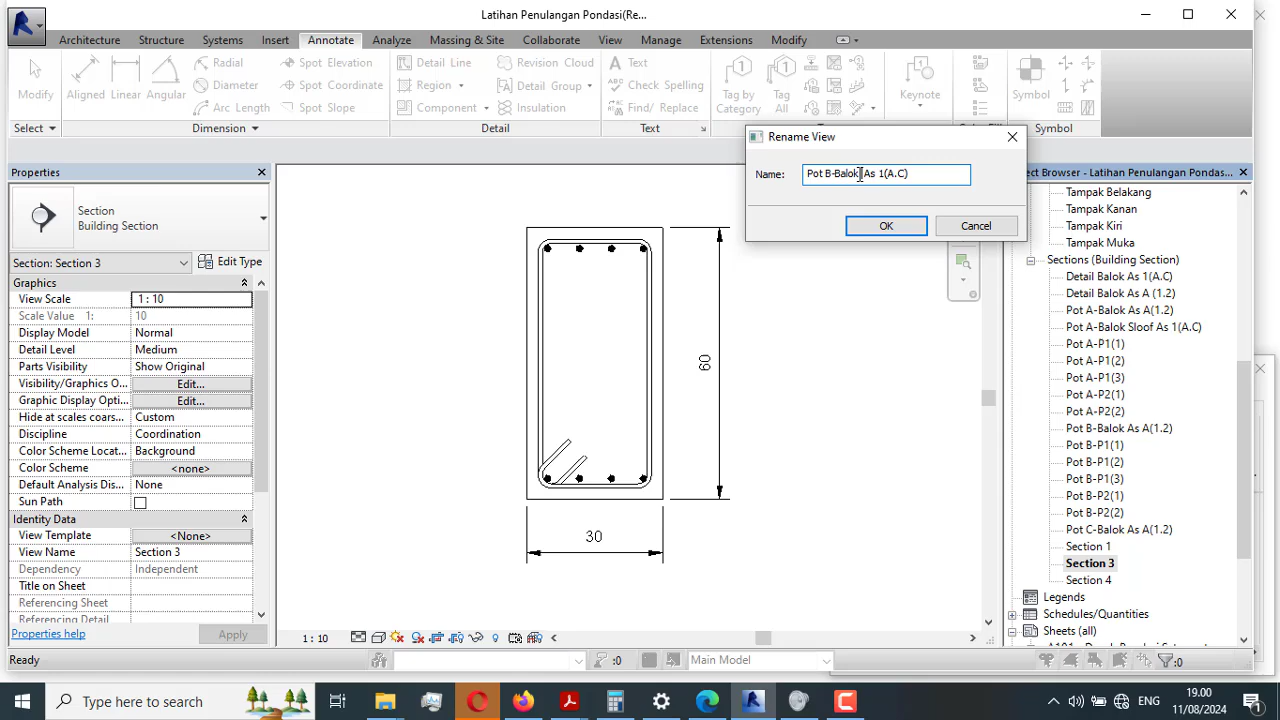 Latihan Penulangan Pondasi(Re...
Architecture Structure Systems Insert Annotate Analyze Massing & Site Collaborate View Manage Extensions Modify
Modify
Aligned Linear Angular
Radial
Diameter
Arc Length
Spot Elevation
Spot Coordinate
Spot Slope
Detail Line
Region
Component
Revision Cloud
Detail Group
Insulation
Text
Check Spelling
Find/ Replace
Tag by Category
Tag All
Keynote
Symbol
Select Dimension Detail Text Symbol
Rename View
Name: Pot B-Balok As 1(A.C)
OK Cancel
Properties
Section
Building Section
Section: Section 3 Edit Type
Graphics
View Scale 1 : 10
Scale Value 1: 10
Display Model Normal
Detail Level Medium
Parts Visibility Show Original
Visibility/Graphics O... Edit...
Graphic Display Opti... Edit...
Hide at scales coars... Custom
Discipline Coordination
Color Scheme Locat... Background
Color Scheme <none>
Default Analysis Dis... None
Sun Path
Identity Data
View Template <None>
View Name Section 3
Dependency Independent
Title on Sheet
Referencing Sheet
Referencing Detail
Properties help Apply
60
30
1 : 10
ect Browser - Latihan Penulangan Pondas...
Tampak Belakang
Tampak Kanan
Tampak Kiri
Tampak Muka
Sections (Building Section)
Detail Balok As 1(A.C)
Detail Balok As A (1.2)
Pot A-Balok As A(1.2)
Pot A-Balok Sloof As 1(A.C)
Pot A-P1(1)
Pot A-P1(2)
Pot A-P1(3)
Pot A-P2(1)
Pot A-P2(2)
Pot B-Balok As A(1.2)
Pot B-P1(1)
Pot B-P1(2)
Pot B-P1(3)
Pot B-P2(1)
Pot B-P2(2)
Pot C-Balok As A(1.2)
Section 1
Section 3
Section 4
Legends
Schedules/Quantities
Sheets (all)
Ready :0 Main Model :0
Type here to search
ENG
19.00
11/08/2024
1